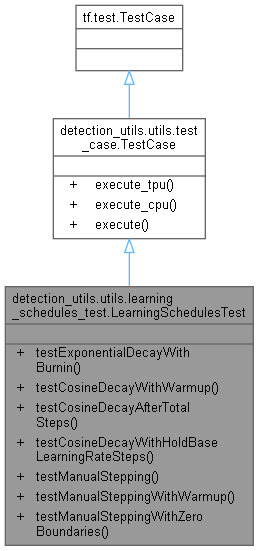 tf.test.TestCase
detection_utils.utils.test
_case.TestCase
+ execute_tpu()
+ execute_cpu()
+ execute()
detection_utils.utils.learning
_schedules_test.LearningSchedulesTest
+ testExponentialDecayWith
Burnin()
+ testCosineDecayWithWarmup()
+ testCosineDecayAfterTotal
Steps()
+ testCosineDecayWithHoldBase
LearningRateSteps()
+ testManualStepping()
+ testManualSteppingWithWarmup()
+ testManualSteppingWithZero
Boundaries()